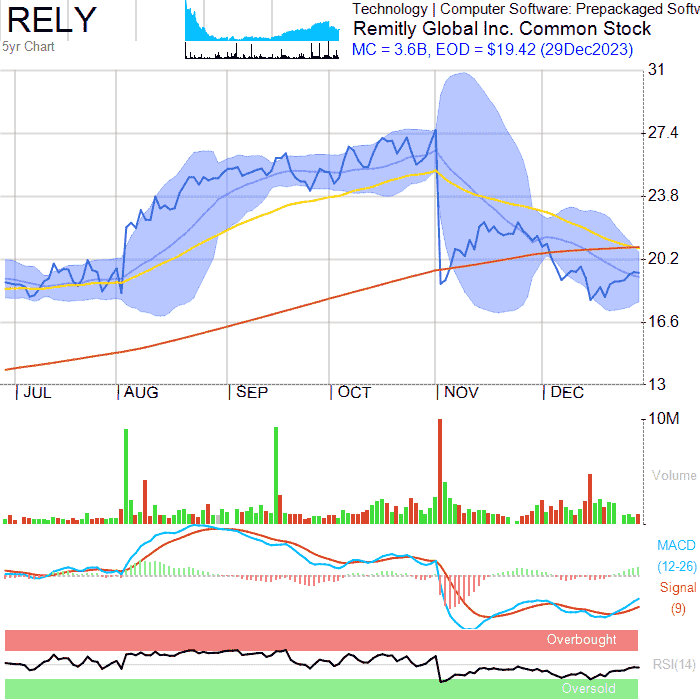 RELY
5yr Chart
Technology | Computer Software: Prepackaged Softw
Remitly Global Inc. Common Stock
MC = 3.6B, EOD = $19.42 (29Dec2023)
31
27.4
23.8
20.2
16.6
13
JUL AUG SEP OCT NOV DEC
10M
Volume
MACD
(12-26)
Signal
(9)
Overbought
RSI(14)
Oversold